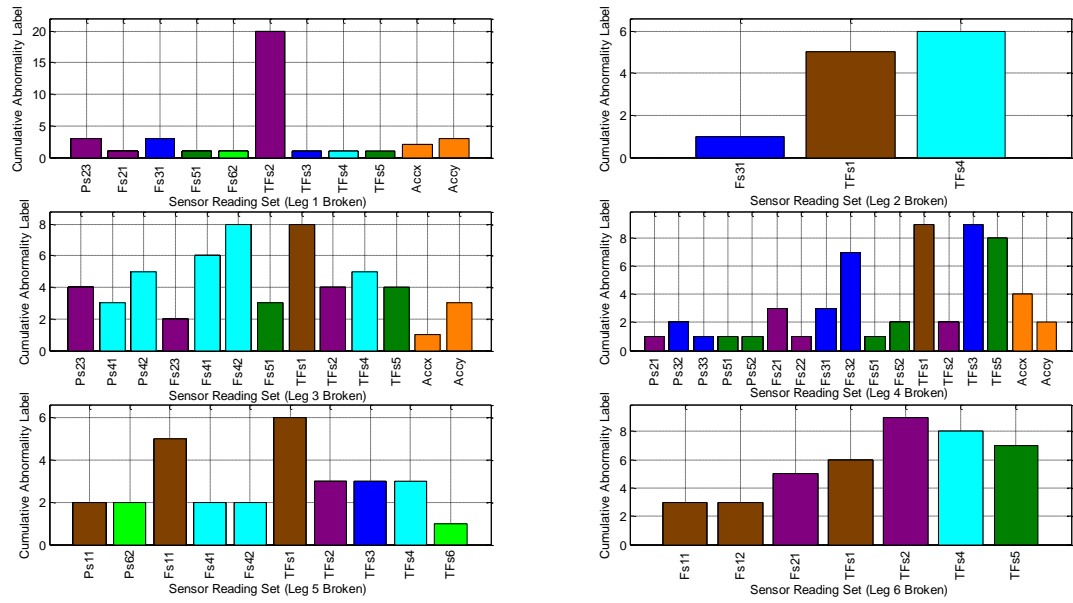 Cumulative Abnormality Label
20
15
10
5
0
Ps23 Fs21 Fs31 Fs51 Fs62 TFs2 TFs3 TFs4 TFs5 Accx Accy
Sensor Reading Set (Leg 1 Broken)
Cumulative Abnormality Label
6
4
2
0
Fs31 TFs1 TFs4
Sensor Reading Set (Leg 2 Broken)
Cumulative Abnormality Label
8
6
4
2
0
Ps23 Ps41 Ps42 Fs23 Fs41 Fs42 Fs51 TFs1 TFs2 TFs4 TFs5 Accx Accy
Sensor Reading Set (Leg 3 Broken)
Cumulative Abnormality Label
8
6
4
2
0
Ps21 Ps32 Ps33 Ps51 Ps52 Fs21 Fs22 Fs31 Fs32 Fs51 Fs52 TFs1 TFs2 TFs3 TFs5 Accx Accy
Sensor Reading Set (Leg 4 Broken)
Cumulative Abnormality Label
6
4
2
0
Ps11 Ps62 Fs11 Fs41 Fs42 TFs1 TFs2 TFs3 TFs4 TFs6
Sensor Reading Set (Leg 5 Broken)
Cumulative Abnormality Label
8
6
4
2
0
Fs11 Fs12 Fs21 TFs1 TFs2 TFs4 TFs5
Sensor Reading Set (Leg 6 Broken)